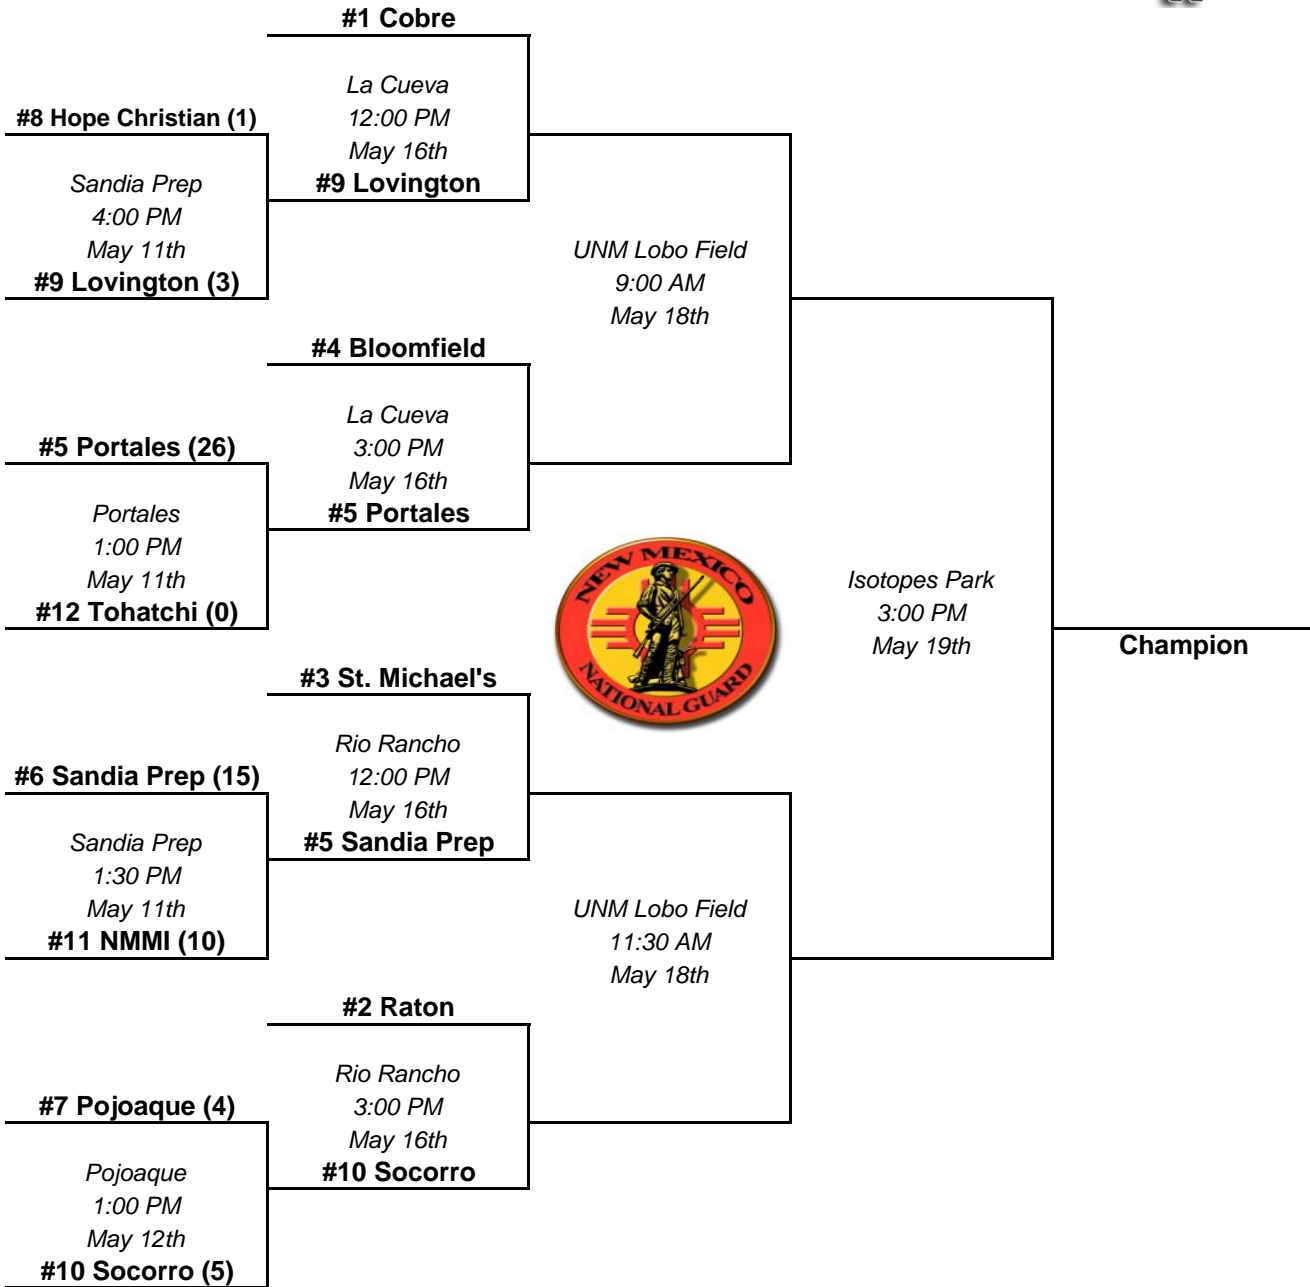 #1 Cobre
La Cueva
12:00 PM
May 16th
#8 Hope Christian (1)
Sandia Prep
4:00 PM
May 11th
#9 Lovington (3)
#9 Lovington
UNM Lobo Field
9:00 AM
May 18th
#4 Bloomfield
La Cueva
3:00 PM
May 16th
#5 Portales (26)
Portales
1:00 PM
May 11th
#12 Tohatchi (0)
#5 Portales
NEW MEXICO
NATIONAL GUARD
Isotopes Park
3:00 PM
May 19th
Champion
#3 St. Michael's
Rio Rancho
12:00 PM
May 16th
#6 Sandia Prep (15)
Sandia Prep
1:30 PM
May 11th
#11 NMMI (10)
#5 Sandia Prep
UNM Lobo Field
11:30 AM
May 18th
#2 Raton
Rio Rancho
3:00 PM
May 16th
#7 Pojoaque (4)
Pojoaque
1:00 PM
May 12th
#10 Socorro (5)
#10 Socorro